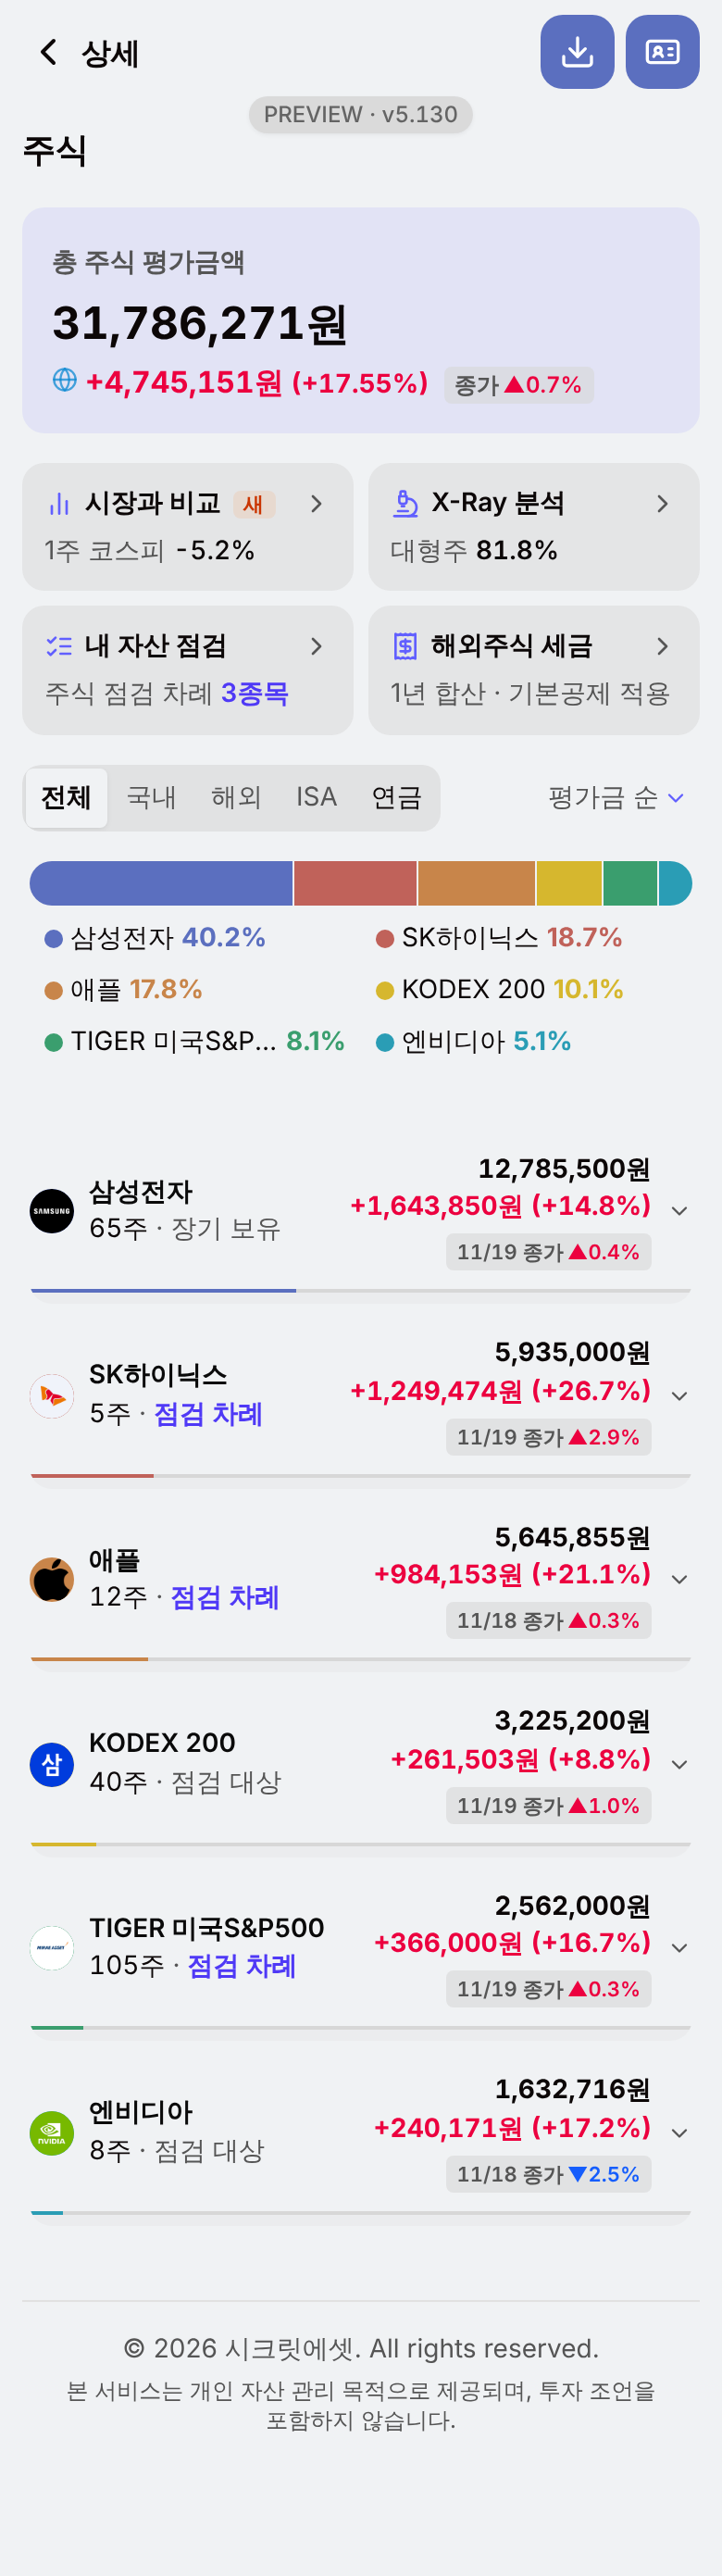 상세
PREVIEW · v5.130
주식
총 주식 평가금액
31,786,271원
+4,745,151원 (+17.55%) 종가 ▲0.7%
시장과 비교 새
1주 코스피 -5.2%
X-Ray 분석
대형주 81.8%
내 자산 점검
주식 점검 차례 3종목
해외주식 세금
1년 합산 · 기본공제 적용
전체 국내 해외 ISA 연금 평가금 순
삼성전자 40.2% SK하이닉스 18.7%
애플 17.8% KODEX 200 10.1%
TIGER 미국S&P... 8.1% 엔비디아 5.1%
SAMSUNG
삼성전자
65주 · 장기 보유
12,785,500원
+1,643,850원 (+14.8%)
11/19 종가 ▲0.4%
SK하이닉스
5주 · 점검 차례
5,935,000원
+1,249,474원 (+26.7%)
11/19 종가 ▲2.9%
애플
12주 · 점검 차례
5,645,855원
+984,153원 (+21.1%)
11/18 종가 ▲0.3%
삼
KODEX 200
40주 · 점검 대상
3,225,200원
+261,503원 (+8.8%)
11/19 종가 ▲1.0%
MIRAE ASSET
TIGER 미국S&P500
105주 · 점검 차례
2,562,000원
+366,000원 (+16.7%)
11/19 종가 ▲0.3%
NVIDIA
엔비디아
8주 · 점검 대상
1,632,716원
+240,171원 (+17.2%)
11/18 종가 ▼2.5%
© 2026 시크릿에셋. All rights reserved.
본 서비스는 개인 자산 관리 목적으로 제공되며, 투자 조언을
포함하지 않습니다.